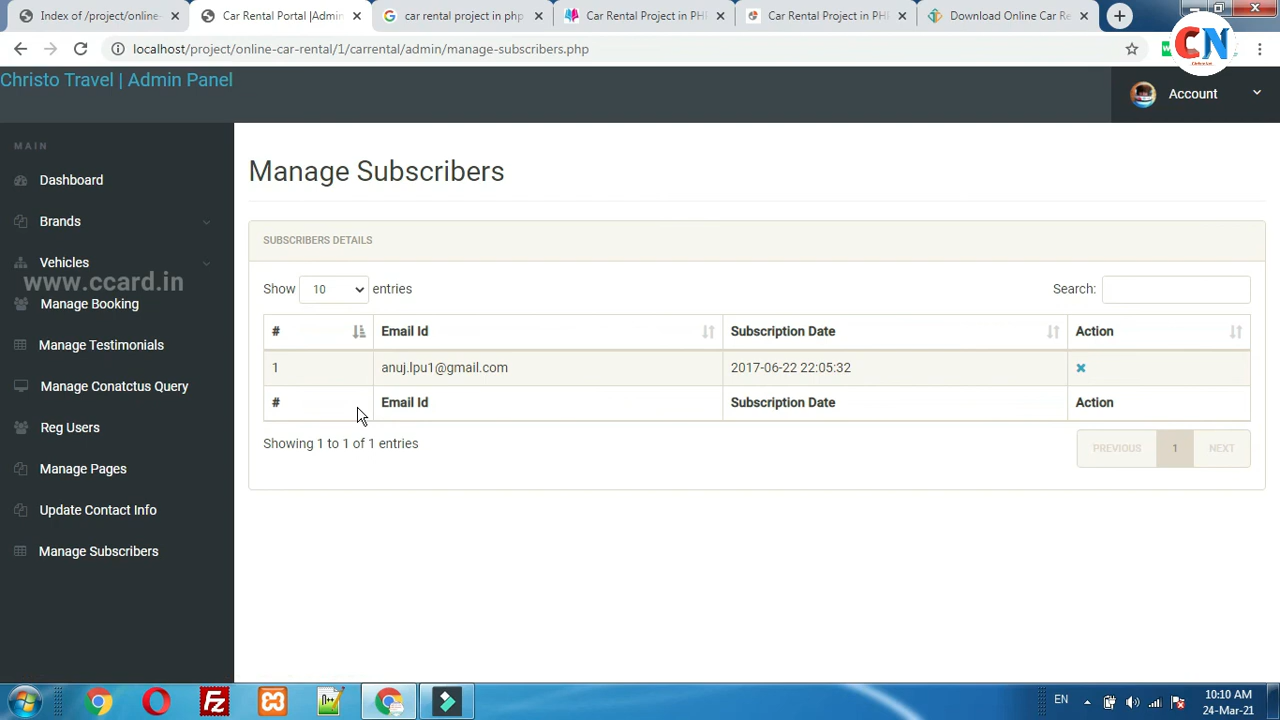 Index of /project/online-
Car Rental Portal |Admin
car rental project in php
Car Rental Project in PHP
Car Rental Project in PHP
Download Online Car Re
localhost/project/online-car-rental/1/carrental/admin/manage-subscribers.php
CN
Christo Travel | Admin Panel
Account
MAIN
Dashboard
Brands
Vehicles
www.ccard.in
Manage Booking
Manage Testimonials
Manage Conatctus Query
Reg Users
Manage Pages
Update Contact Info
Manage Subscribers
Manage Subscribers
SUBSCRIBERS DETAILS
Show 10 entries
Search:
# Email Id Subscription Date Action
1 anuj.lpu1@gmail.com 2017-06-22 22:05:32
# Email Id Subscription Date Action
Showing 1 to 1 of 1 entries
PREVIOUS 1 NEXT
EN
10:10 AM
24-Mar-21